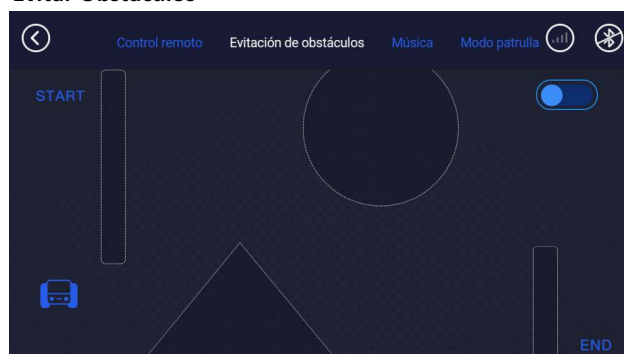 Evitar Obstáculos
Control remoto Evitación de obstáculos Música Modo patrulla
START
END